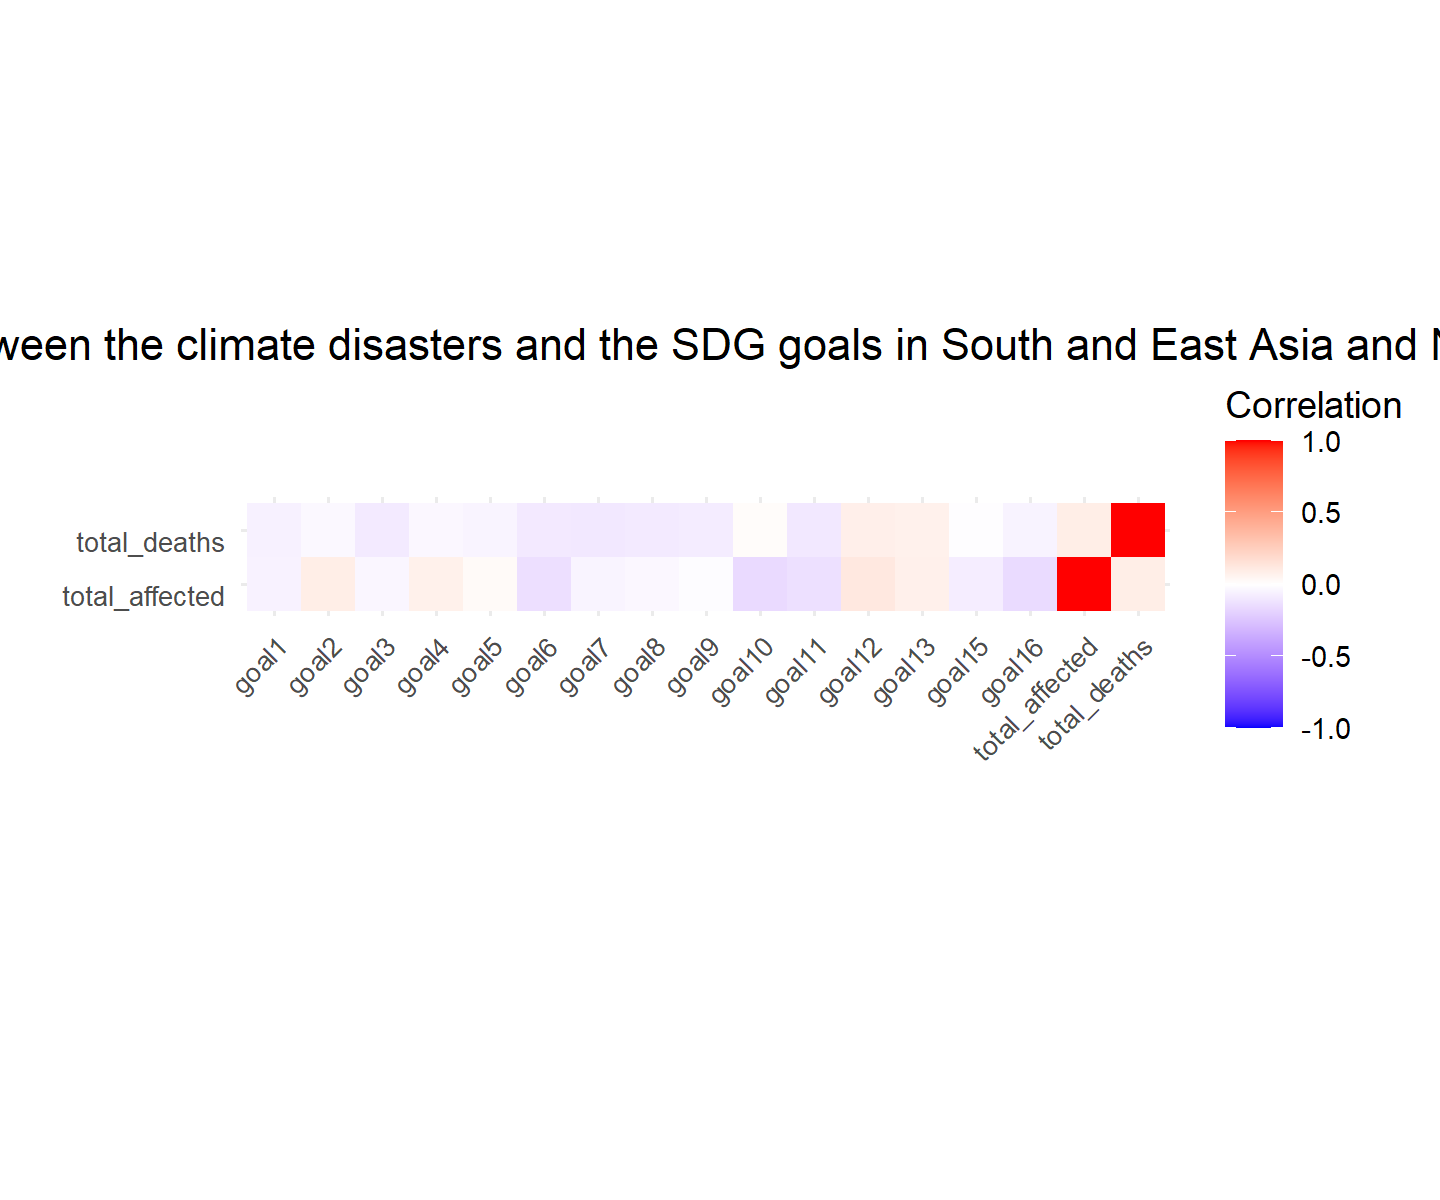 ween the climate disasters and the SDG goals in South and East Asia and
Correlation
1.0
0.5
0.0
-0.5
-1.0
total_deaths
total_affected
goal1
goal2
goal3
goal4
goal5
goal6
goal7
goal8
goal9
goal10
goal11
goal12
goal13
goal15
goal16
total_affected
total_deaths